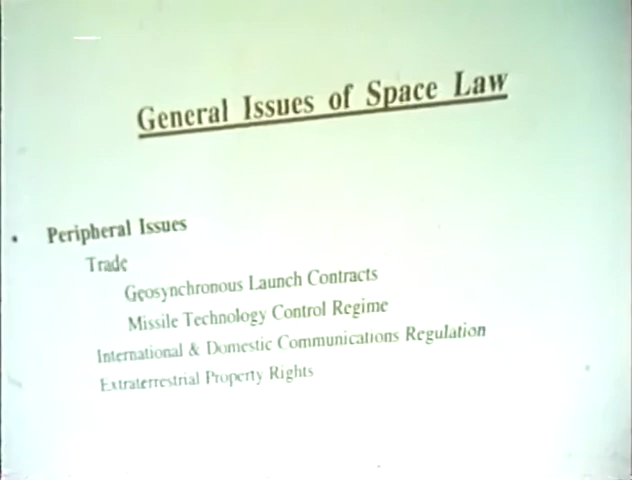 General Issues of Space Law
• Peripheral Issues
Trade
Geosynchronous Launch Contracts
Missile Technology Control Regime
International & Domestic Communications Regulation
Extraterrestrial Property Rights